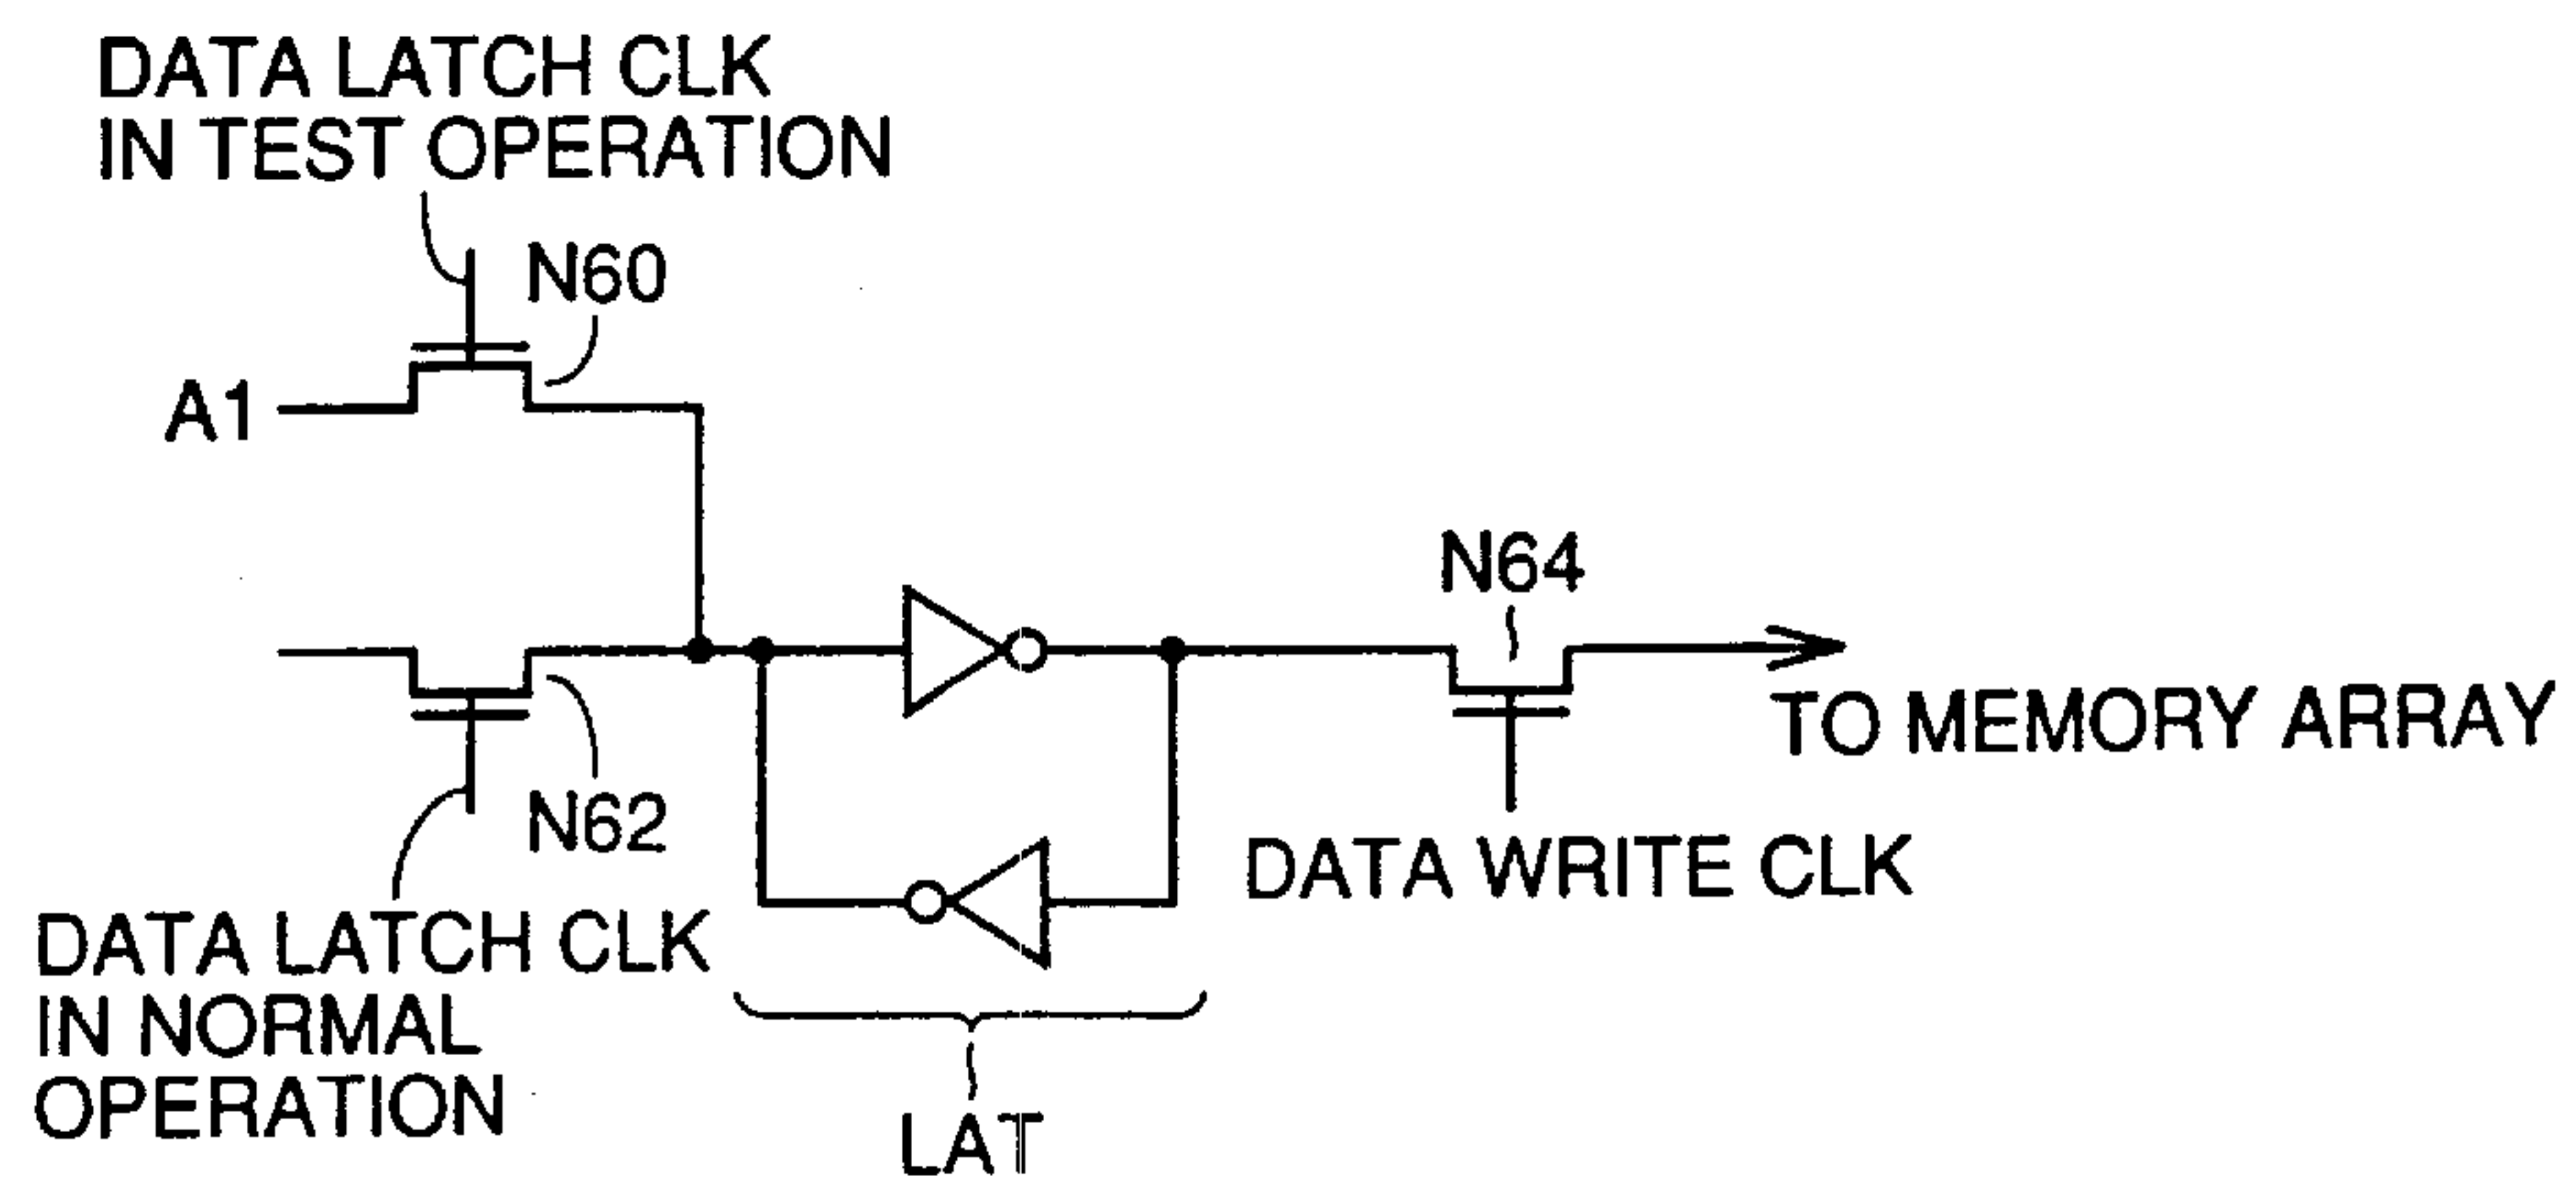 DATA LATCH CLK
IN TEST OPERATION
N60
A1
N64
TO MEMORY ARRAY
N62
DATA WRITE CLK
DATA LATCH CLK
IN NORMAL
OPERATION
LAT